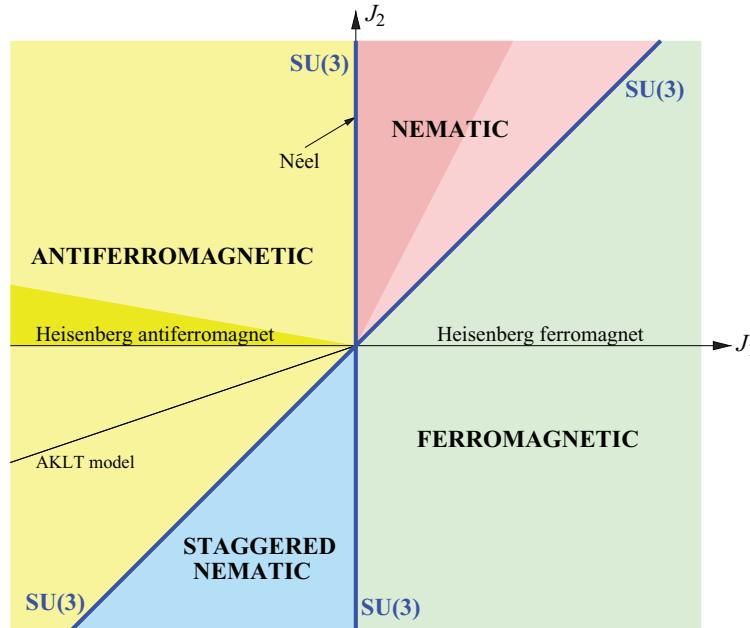 J₂
SU(3)
SU(3)
NEMATIC
Néel
ANTIFERROMAGNETIC
Heisenberg antiferromagnet
Heisenberg ferromagnet
AKLT model
FERROMAGNETIC
STAGGERED
NEMATIC
SU(3)
SU(3)